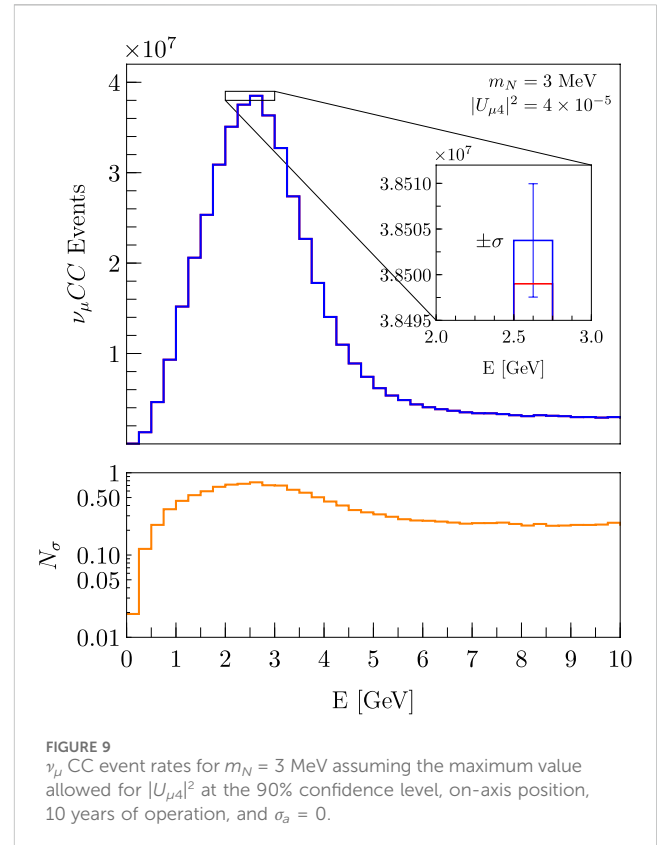 ×10⁷
m_N = 3 MeV
|U_μ4|² = 4 × 10⁻⁵
4
3
2
1
ν_μ CC Events
×10⁷
3.8510
3.8505
3.8500
3.8495
±σ
2.0 2.5 3.0
E [GeV]
1
0.50
0.10
0.05
0.01
N_σ
0 1 2 3 4 5 6 7 8 9 10
E [GeV]
FIGURE 9
ν_μ CC event rates for m_N = 3 MeV assuming the maximum value
allowed for |U_μ4|² at the 90% confidence level, on-axis position,
10 years of operation, and σ_a = 0.